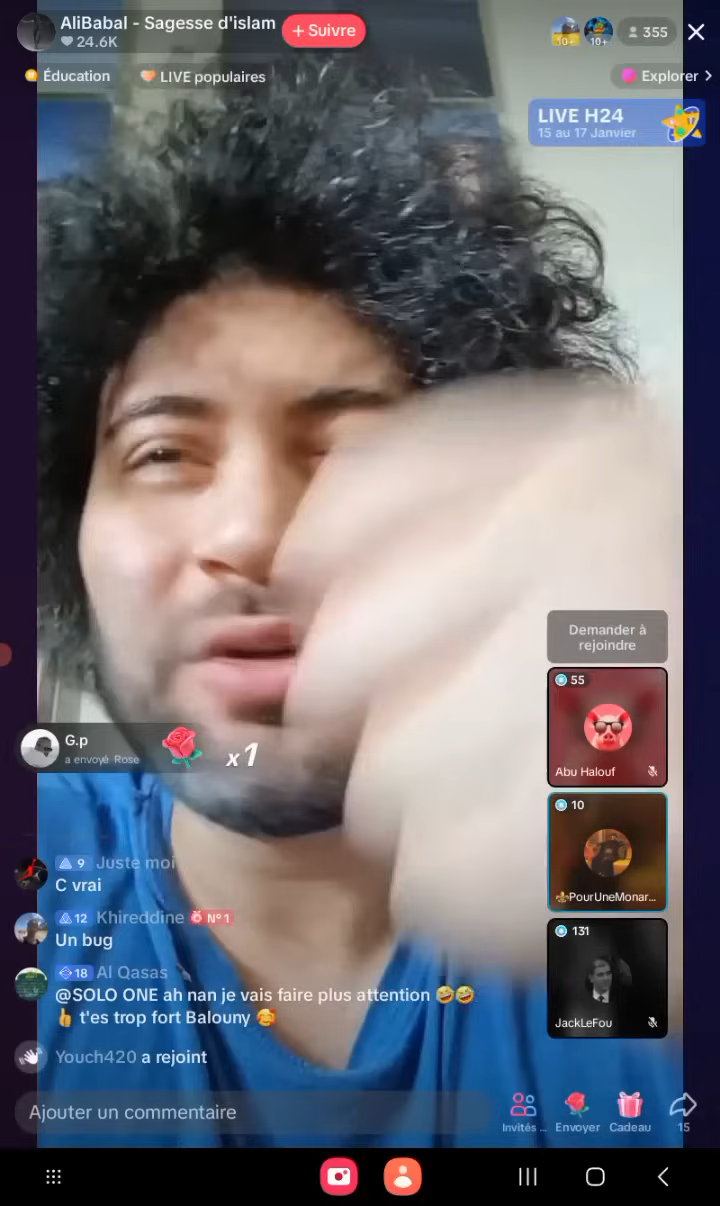 AliBabal - Sagesse d'islam
24.6K
+ Suivre
10+
10+
355
Éducation
LIVE populaires
Explorer
LIVE H24
15 au 17 Janvier
Demander à
rejoindre
55
Abu Halouf
10
PourUneMonar...
131
JackLeFou
G.p
a envoyé Rose
x1
9 Juste moi
C vrai
12 Khireddine N°1
Un bug
18 Al Qasas
@SOLO ONE ah nan je vais faire plus attention 🤣🤣
👍 t'es trop fort Balouny 🥰
Youch420 a rejoint
Ajouter un commentaire
Invités ...
Envoyer
Cadeau
15